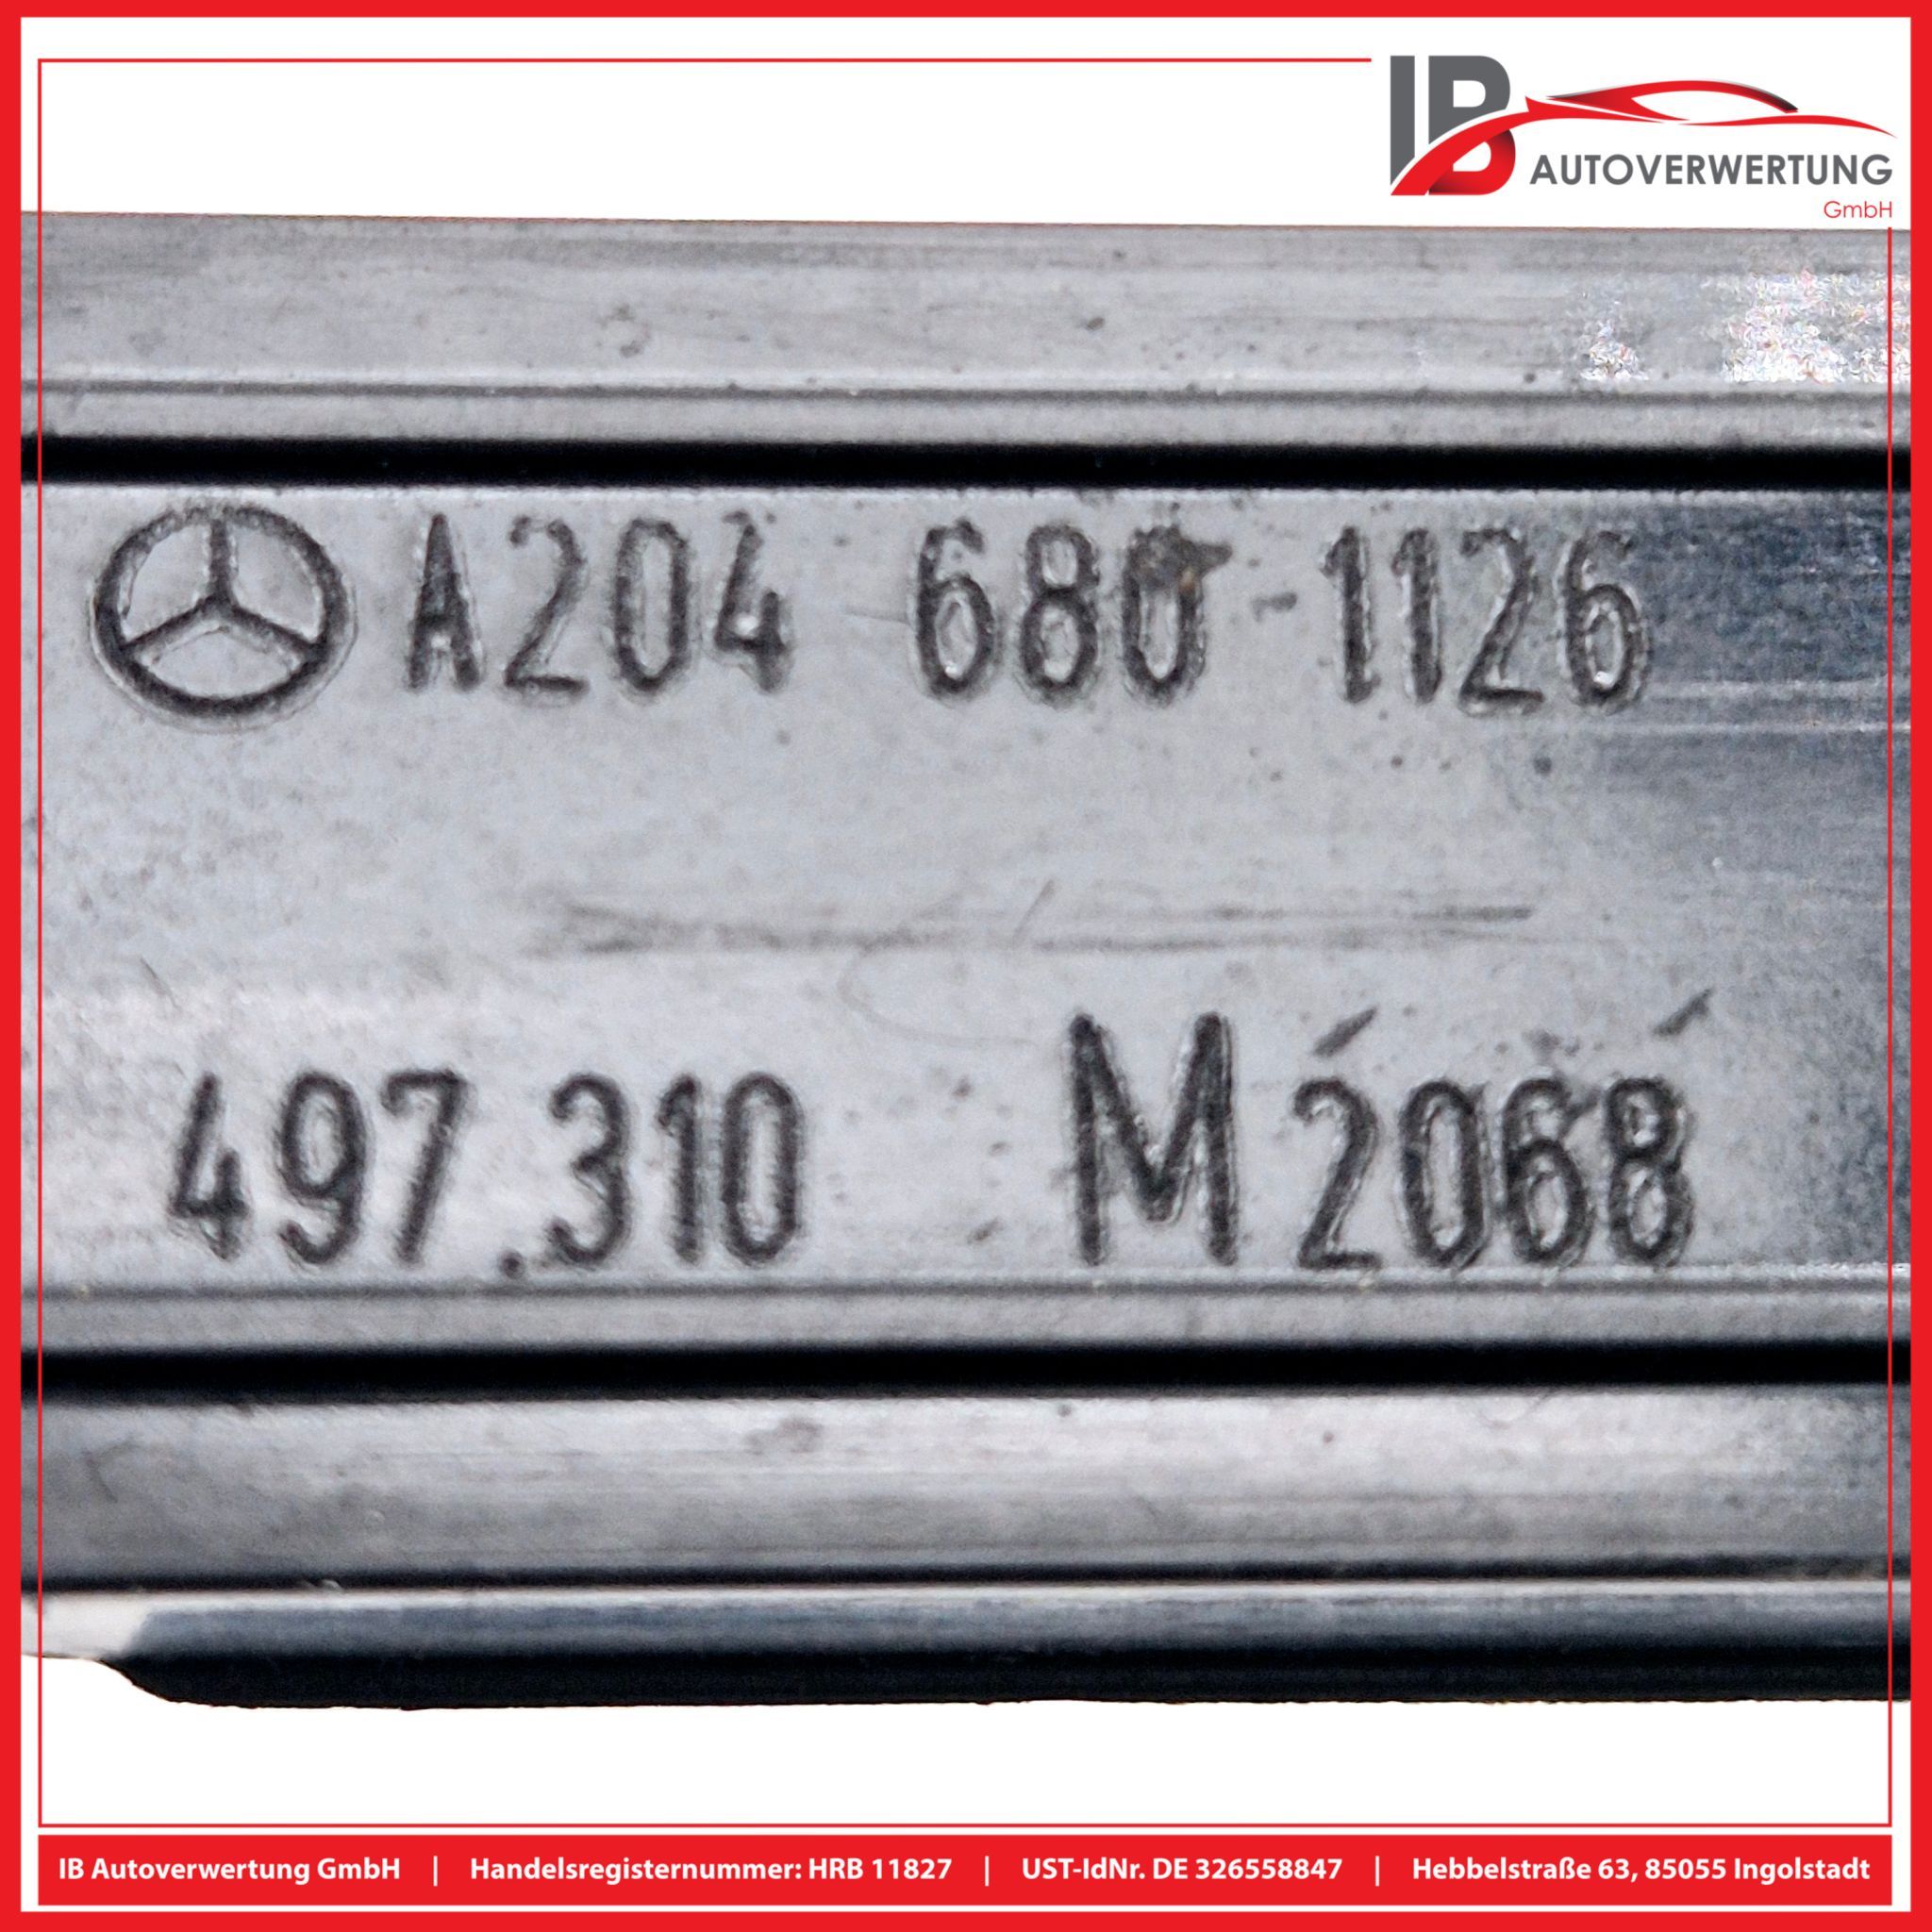 IB AUTOVERWERTUNG
GmbH
A204 680-1126
497.310 M2068
IB Autoverwertung GmbH | Handelsregisternummer: HRB 11827 | UST-IdNr. DE 326558847 | Hebbelstraße 63, 85055 Ingolstadt